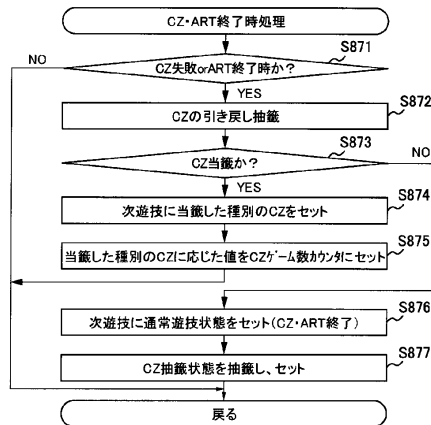 CZ・ART終了時処理
S871
NO
CZ失敗orART終了時か？
YES
S872
CZの引き戻し抽籤
S873
CZ当籤か？
NO
YES
S874
次遊技に当籤した種別のCZをセット
S875
当籤した種別のCZに応じた値をCZｹﾞｰﾑ数カウンタにセット
S876
次遊技に通常遊技状態をセット(CZ・ART終了)
S877
CZ抽籤状態を抽籤し、セット
戻る